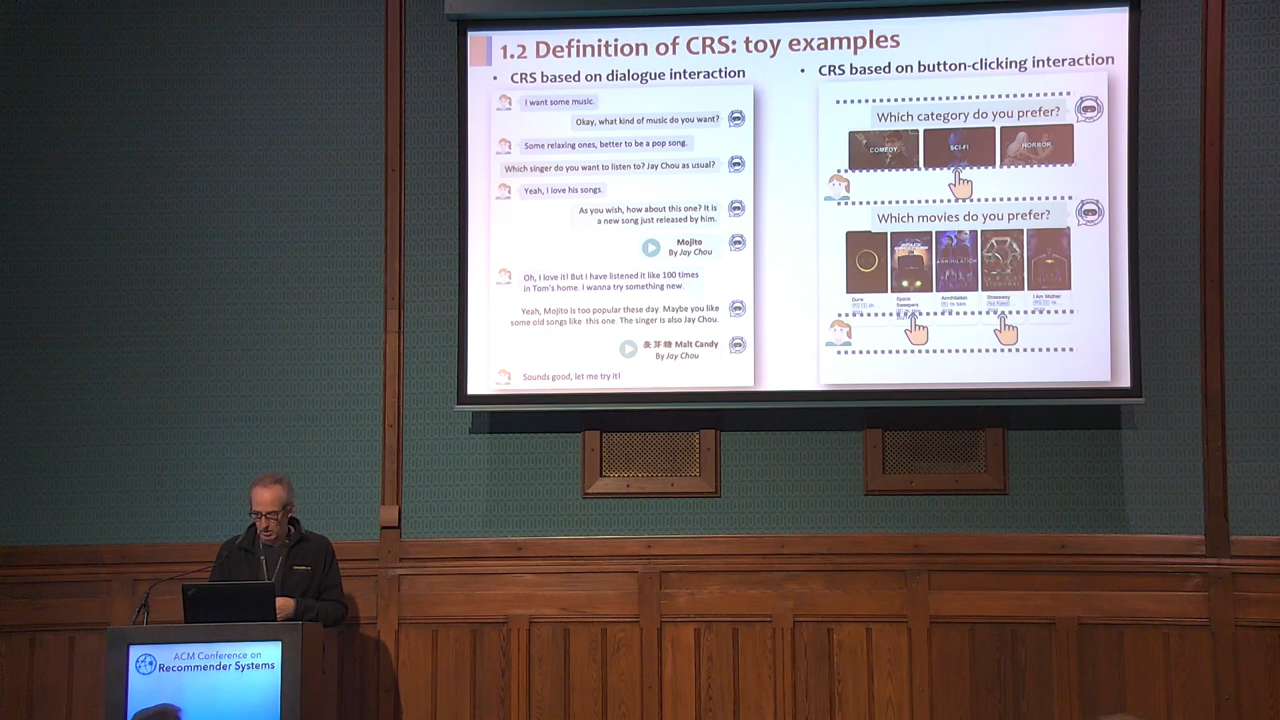 1.2 Definition of CRS: toy examples
• CRS based on dialogue interaction
I want some music.
Okay, what kind of music do you want?
Some relaxing ones, better to be a pop song.
Which singer do you want to listen to? Jay Chou as usual?
Yeah, I love his songs.
As you wish, how about this one? It is
a new song just released by him.
Mojito
By Jay Chou
Oh, I love it! But I have listened it like 100 times
in Tom's home. I wanna try something new
Yeah, Mojito is too popular these day. Maybe you like
some old songs like this one. The singer is also Jay Chou.
麦芽糖 Malt Candy
By Jay Chou
Sounds good, let me try it!
• CRS based on button-clicking interaction
Which category do you prefer?
COMEDY
SCI-FI
HORROR
Which movies do you prefer?
ANNIHILATION
Dune
Space
Sweepers
Annihilation
Stowaway
I Am Mother
ACM Conference on
Recommender Systems